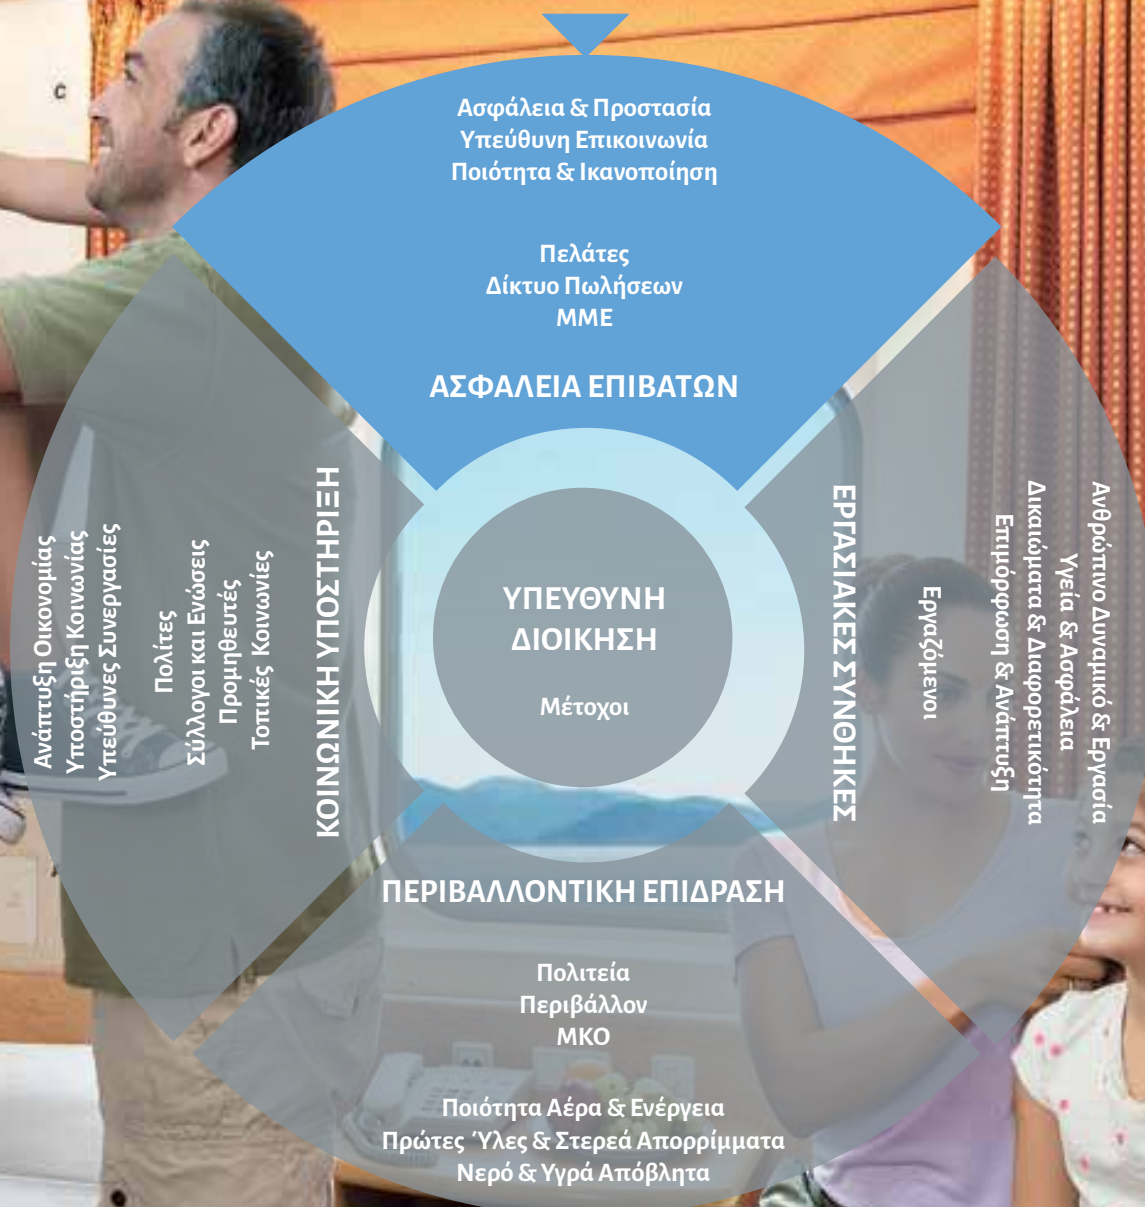 c
Ασφάλεια & Προστασία
Υπεύθυνη Επικοινωνία
Ποιότητα & Ικανοποίηση
Πελάτες
Δίκτυο Πωλήσεων
ΜΜΕ
ΑΣΦΑΛΕΙΑ ΕΠΙΒΑΤΩΝ
Ανάπτυξη Οικονομίας
Υποστήριξη Κοινωνίας
Υπεύθυνες Συνεργασίες
Πολίτες
Σύλλογοι και Ενώσεις
Προμηθευτές
Τοπικές Κοινωνίες
ΚΟΙΝΩΝΙΚΗ ΥΠΟΣΤΗΡΙΞΗ
ΥΠΕΥΘΥΝΗ
ΔΙΟΙΚΗΣΗ
Μέτοχοι
Ανθρώπινο Δυναμικό & Εργασία
Υγεία & Ασφάλεια
Δικαιώματα & Διαφορετικότητα
Επιμόρφωση & Ανάπτυξη
Εργαζόμενοι
ΕΡΓΑΣΙΑΚΕΣ ΣΥΝΘΗΚΕΣ
ΠΕΡΙΒΑΛΛΟΝΤΙΚΗ ΕΠΙΔΡΑΣΗ
Πολιτεία
Περιβάλλον
ΜΚΟ
Ποιότητα Αέρα & Ενέργεια
Πρώτες Ύλες & Στερεά Απορρίμματα
Νερό & Υγρά Απόβλητα